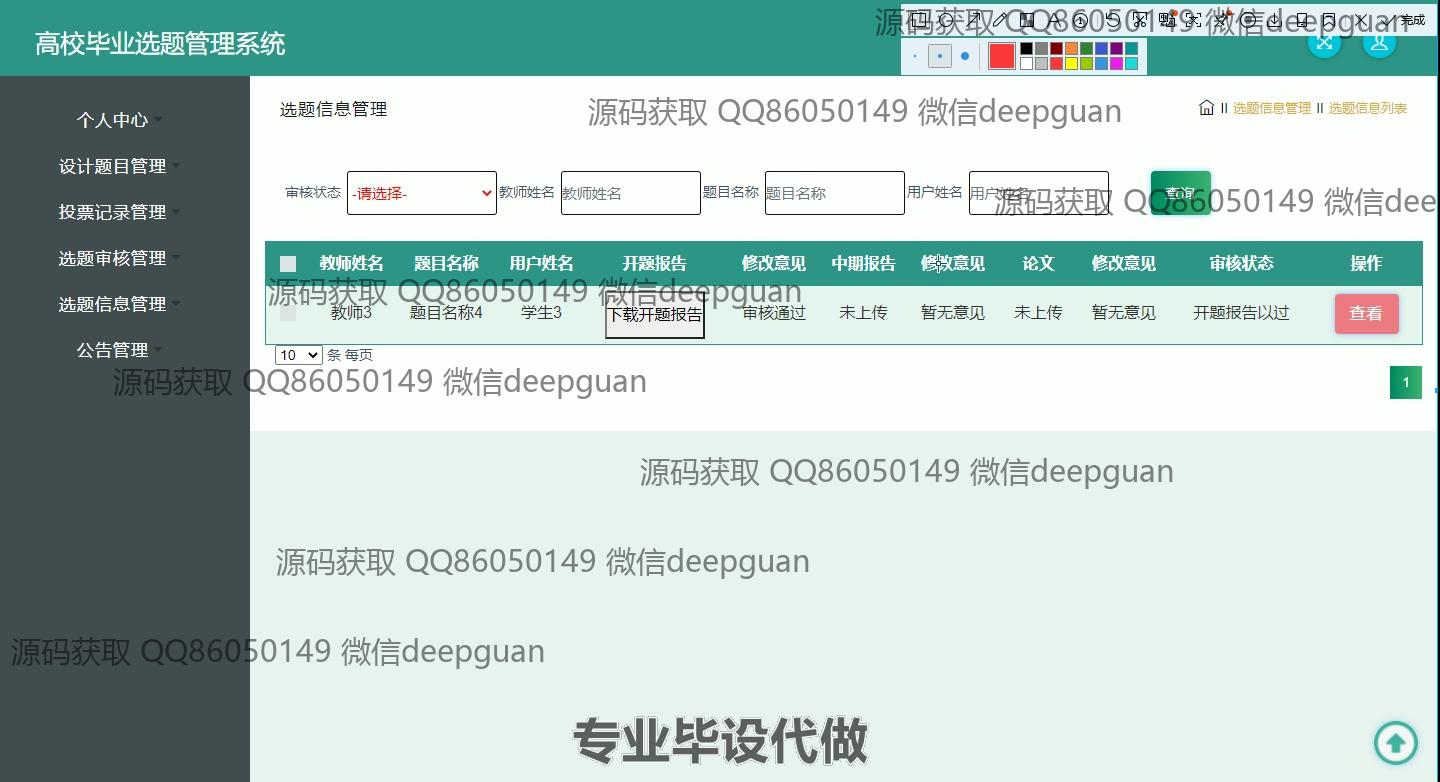 高校毕业选题管理系统
源码获取 QQ86050149 微信deepguan
完成
个人中心
设计题目管理
投票记录管理
选题审核管理
选题信息管理
公告管理
选题信息管理
源码获取 QQ86050149 微信deepguan
选题信息管理 选题信息列表
审核状态 -请选择- 教师姓名 教师姓名 题目名称 题目名称 用户姓名 用户姓名 查询
源码获取 QQ86050149 微信dee
教师姓名 题目名称 用户姓名 开题报告 修改意见 中期报告 修改意见 论文 修改意见 审核状态 操作
源码获取 QQ86050149 微信deepguan
教师3 题目名称4 学生3 下载开题报告 审核通过 未上传 暂无意见 未上传 暂无意见 开题报告以过 查看
10 条 每页
源码获取 QQ86050149 微信deepguan
1
源码获取 QQ86050149 微信deepguan
源码获取 QQ86050149 微信deepguan
源码获取 QQ86050149 微信deepguan
专业毕设代做